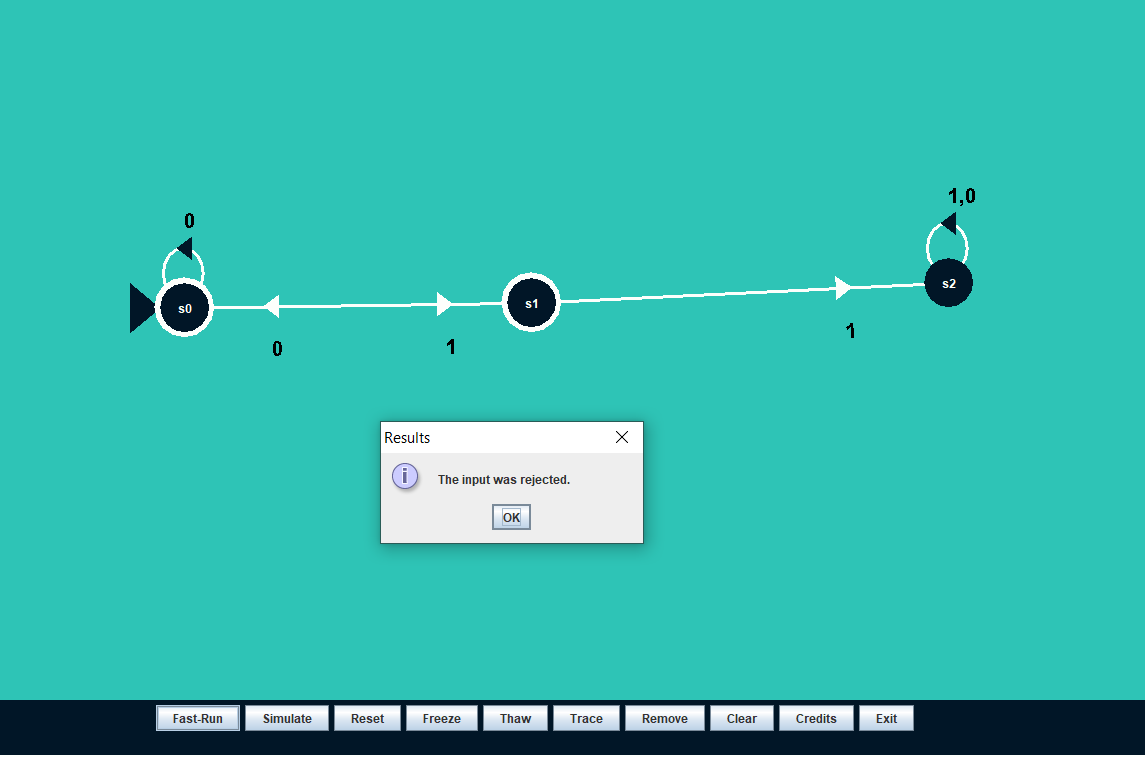 1,0
0
s2
s1
s0
1
0
1
Results
The input was rejected.
OK
Fast-Run
Simulate
Reset
Freeze
Thaw
Trace
Remove
Clear
Credits
Exit